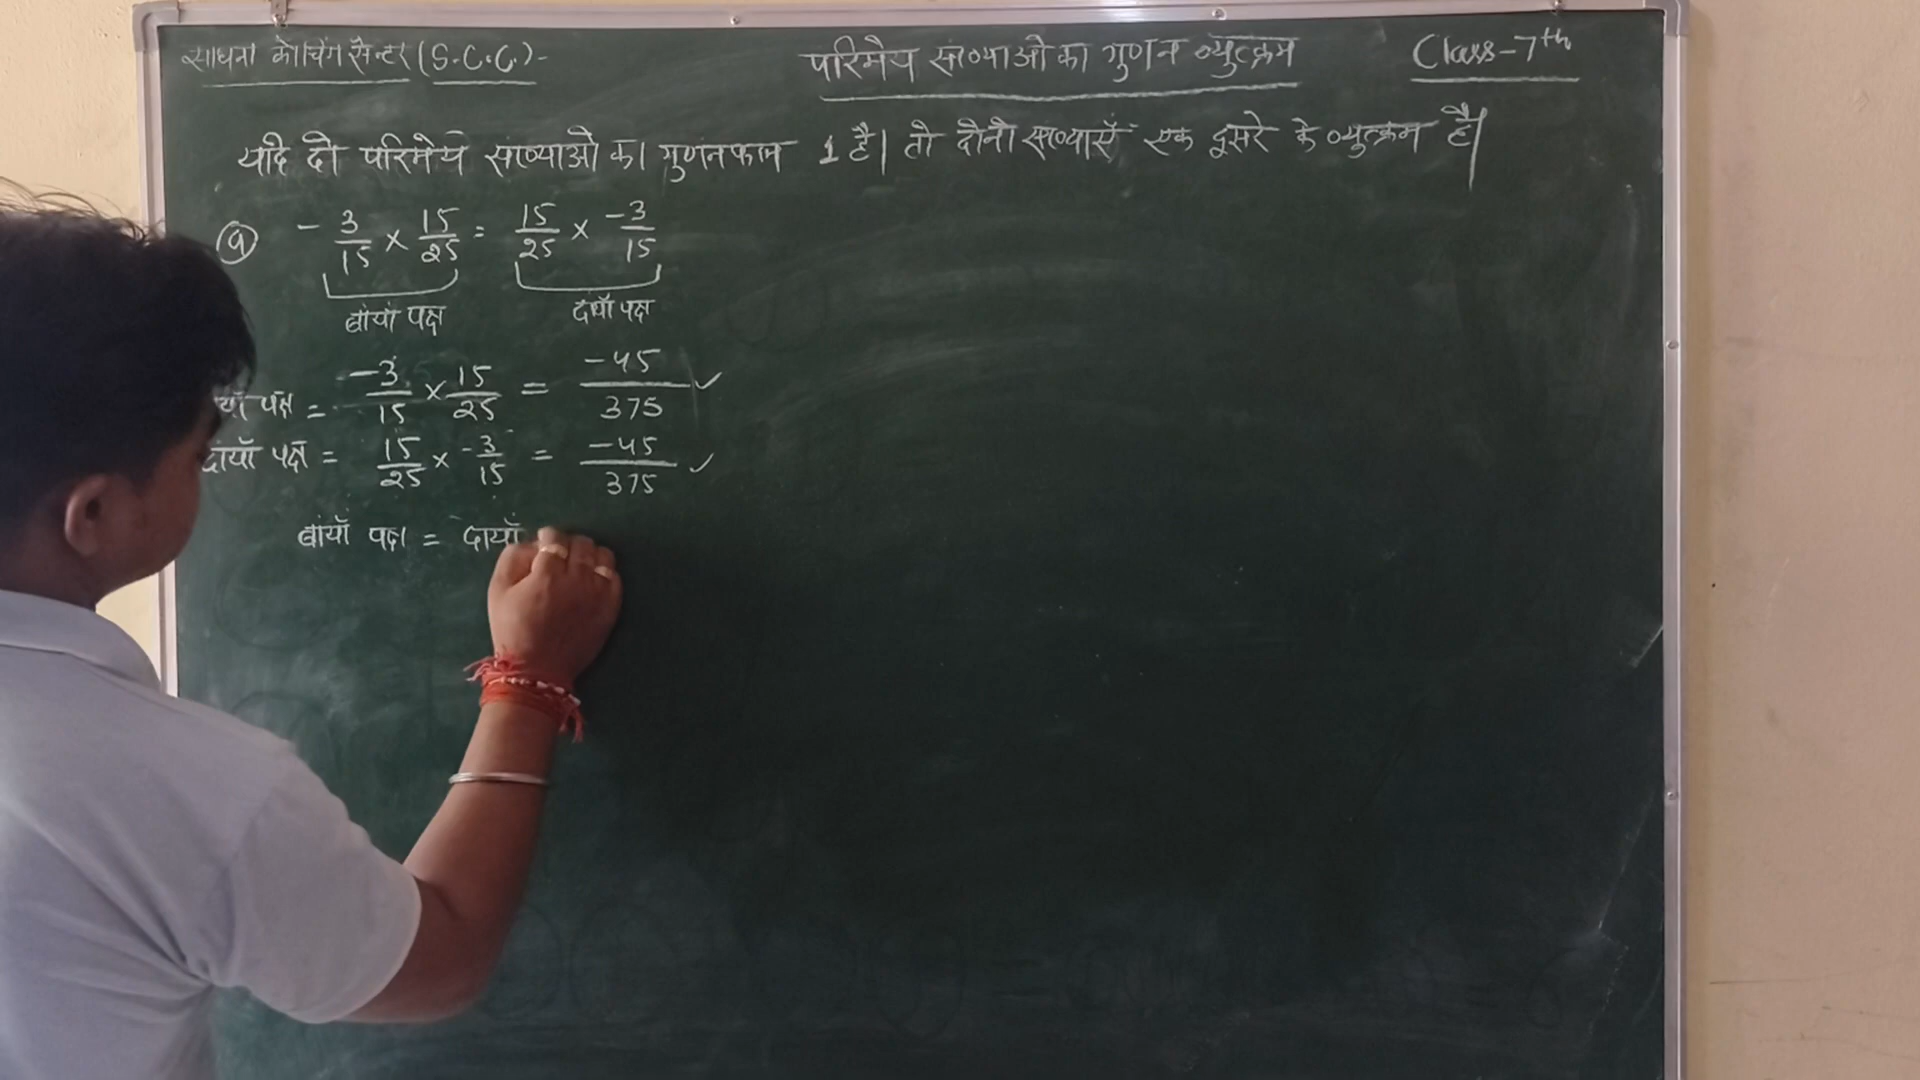 साधना कोचिंग सेन्टर (S.C.C.)-
परिमेय संख्याओ का गुणन व्युत्क्रम
Class-7th
यदि दो परिमेय संख्याओ का गुणनफल 1 है। तो दोनो संख्याएँ एक दूसरे के व्युत्क्रम है।
(9) - 3/15 × 15/25 = 15/25 × -3/15
बांया पक्ष दांयाँ पक्ष
याँ पक्ष = -3/15 × 15/25 = -45/375 ✓
दांयाँ पक्ष = 15/25 × -3/15 = -45/375 ✓
बांयाँ पक्ष = दायाँ